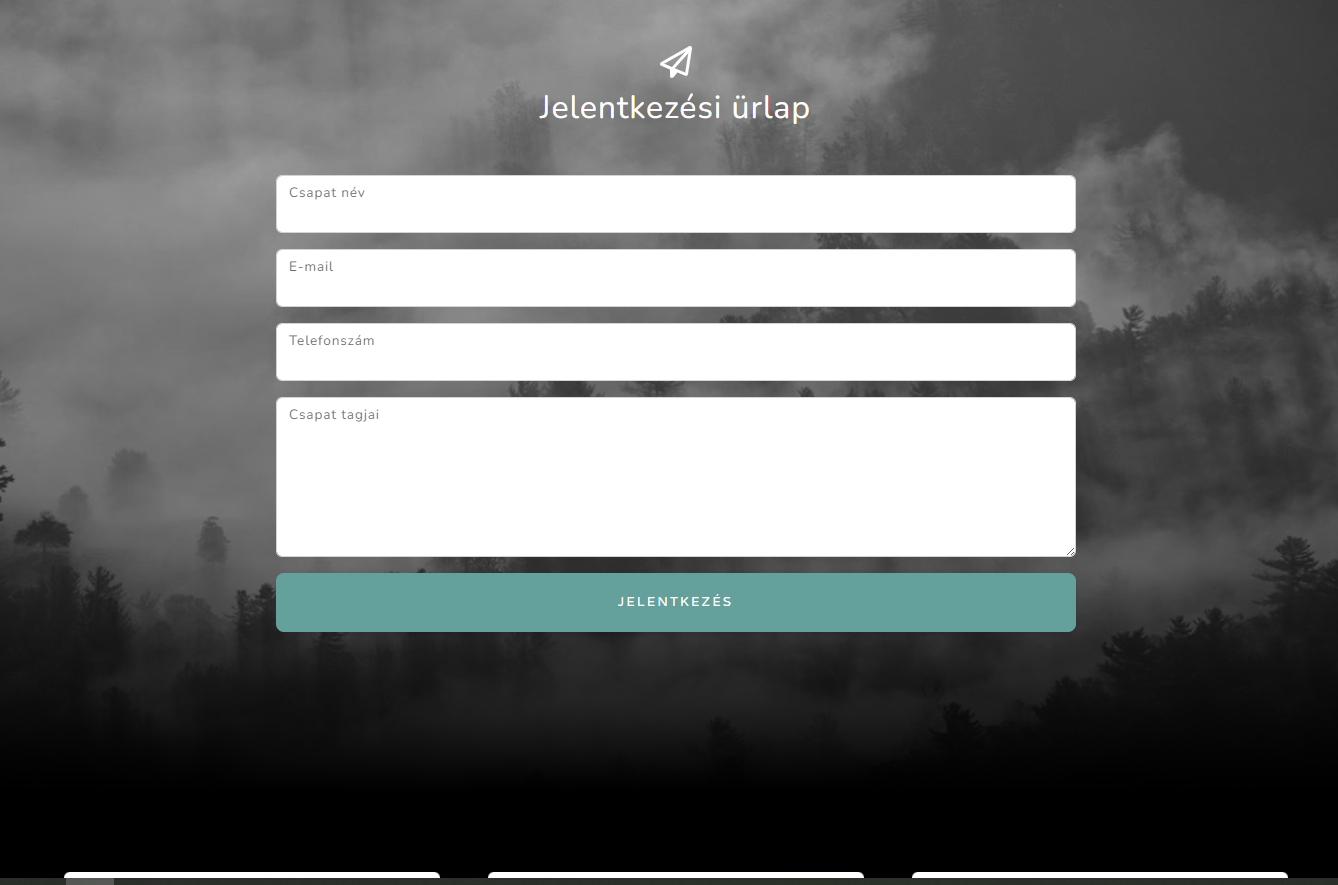 Jelentkezési ürlap
Csapat név
E-mail
Telefonszám
Csapat tagjai
JELENTKEZÉS